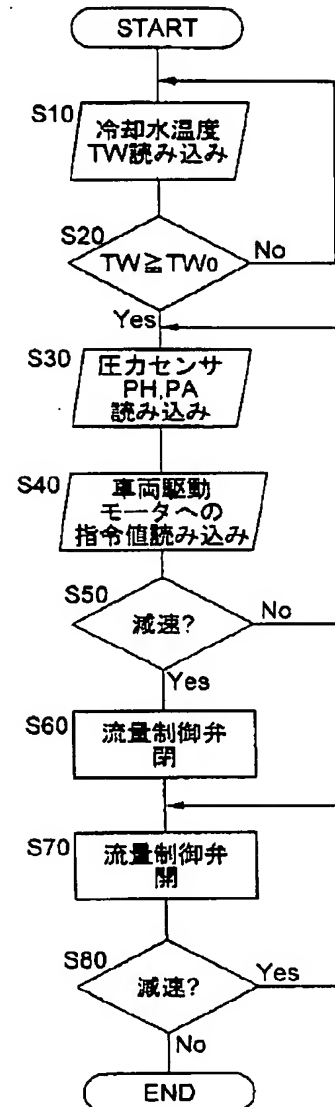 START
S10
冷却水温度
TW読み込み
S20
TW≧TW0
No
Yes
S30
圧力センサ
PH,PA
読み込み
S40
車両駆動
モータへの
指令値読み込み
S50
減速?
No
Yes
S60
流量制御弁
閉
S70
流量制御弁
開
S80
減速?
Yes
No
END